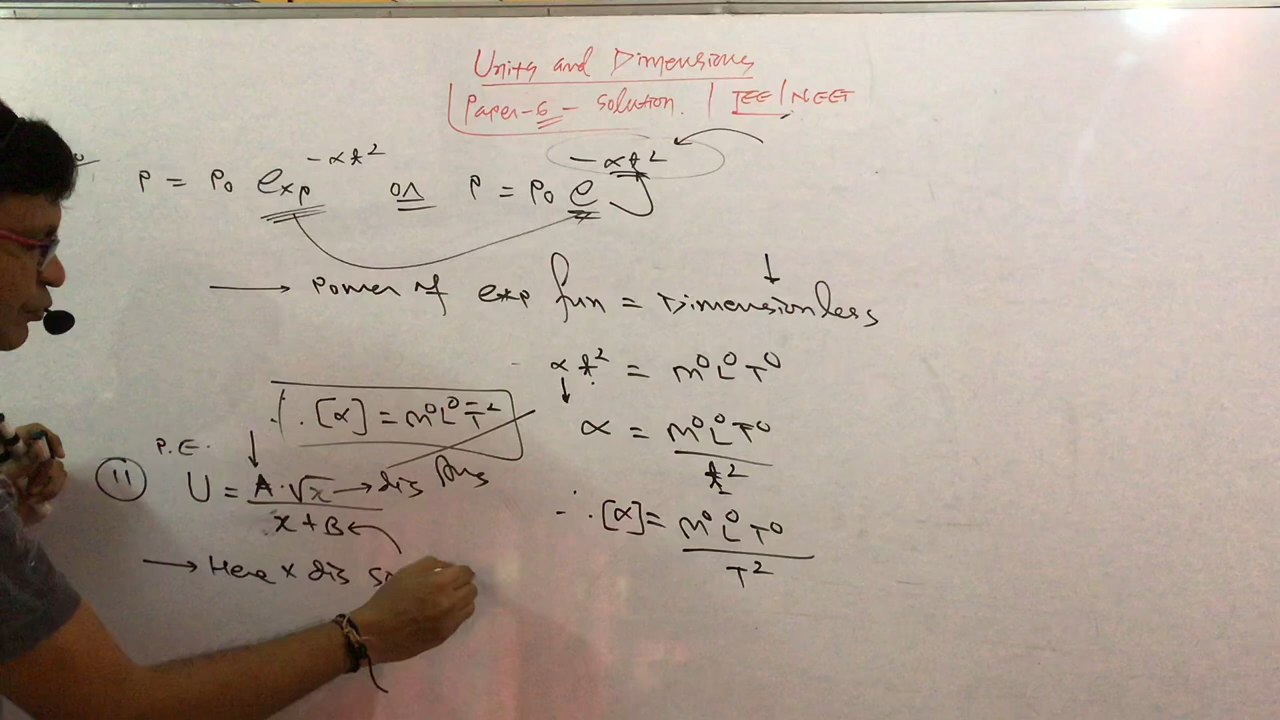 Units and Dimensions
Paper-6 - Solution. | JEE | NEET
P = P₀ exp^(-αt²) or P = P₀ e^(-αt²)
→ Power of exp fun = Dimensionless
αt² = M⁰L⁰T⁰
α = M⁰L⁰T⁰ / t²
∴ [α] = M⁰L⁰T⁰ / T²
∴ [α] = M⁰L⁰T⁻²
Ans
P.E.
(11) U = A·√x → dis
x + B
→ Here x dis